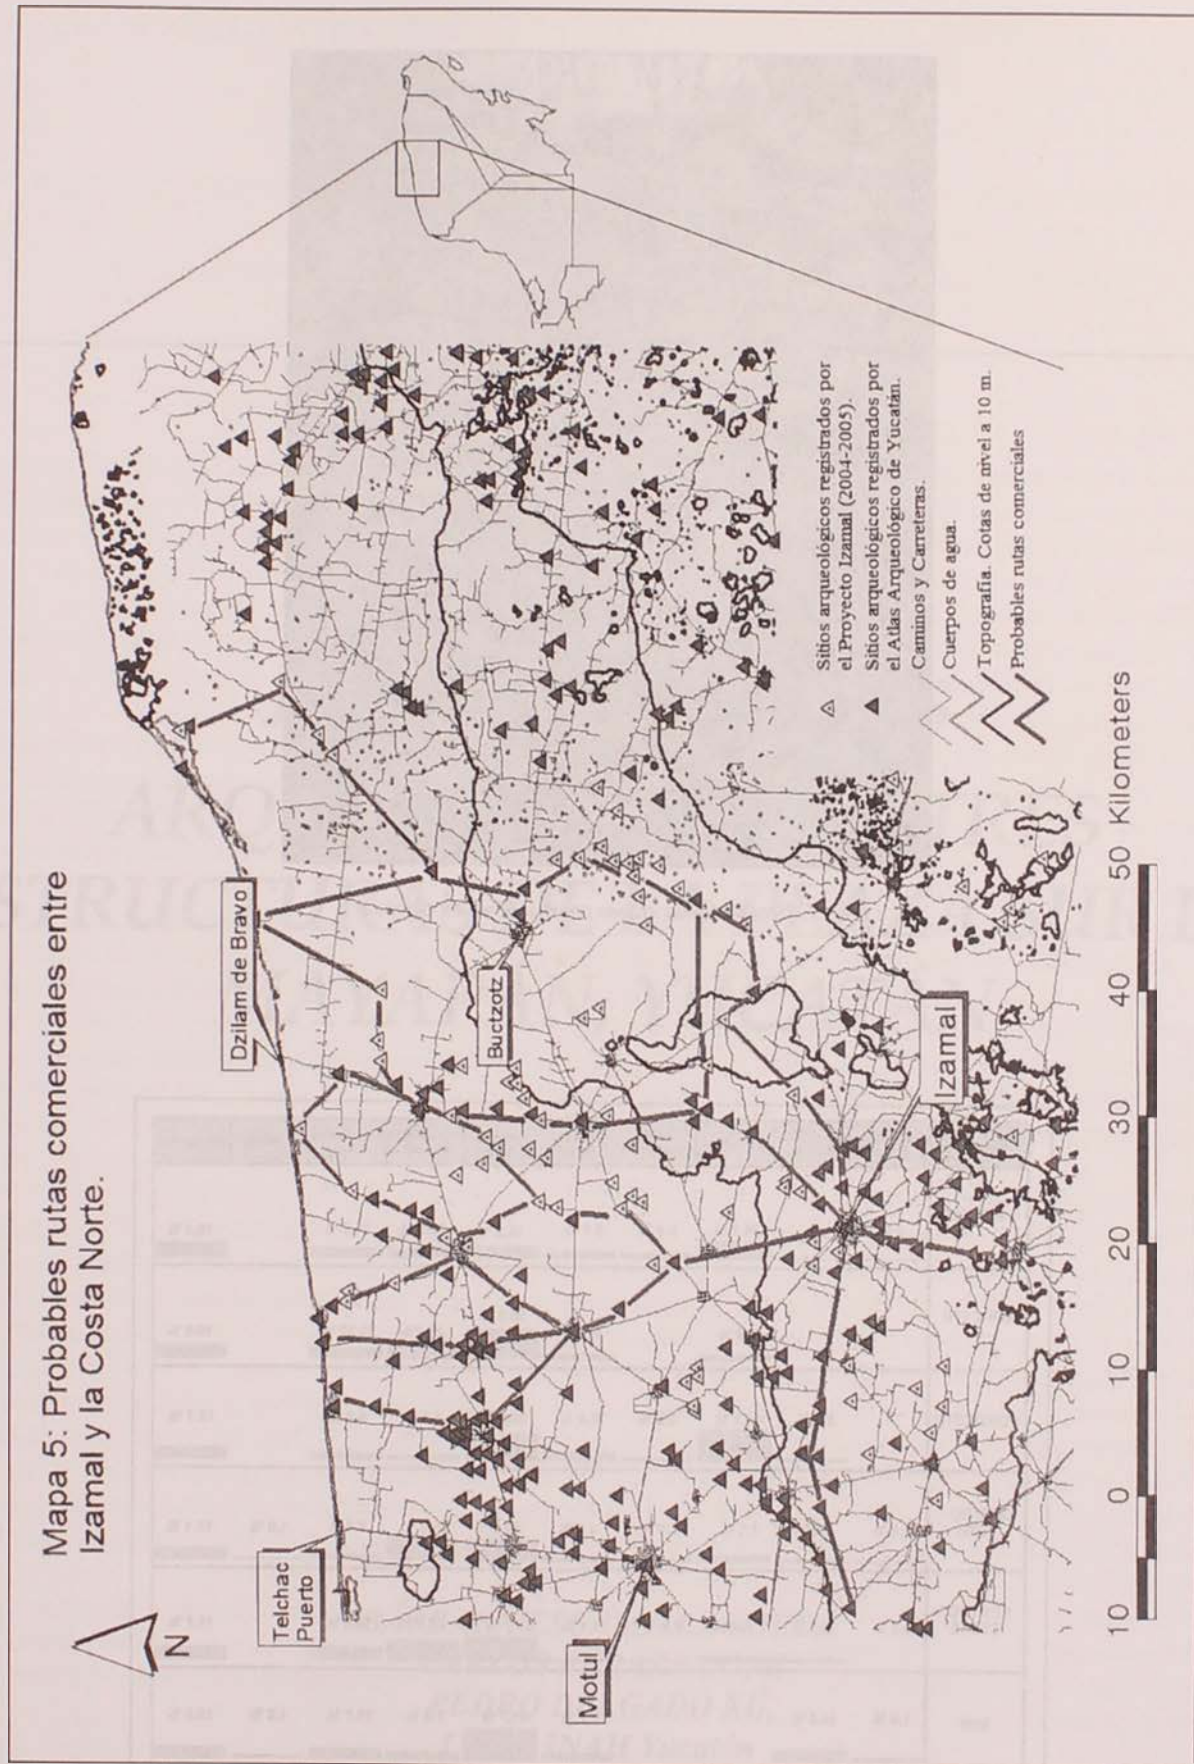 Mapa 5: Probables rutas comerciales entre
Izamal y la Costa Norte.
N
Telchac
Puerto
Dzilam de Bravo
Motul
Buctzotz
Izamal
Sitios arqueológicos registrados por
el Proyecto Izamal (2004-2005).
Sitios arqueológicos registrados por
el Atlas Arqueológico de Yucatán.
Caminos y Carreteras.
Cuerpos de agua.
Topografía. Cotas de nivel a 10 m.
Probables rutas comerciales
10 0 10 20 30 40 50 Kilometers